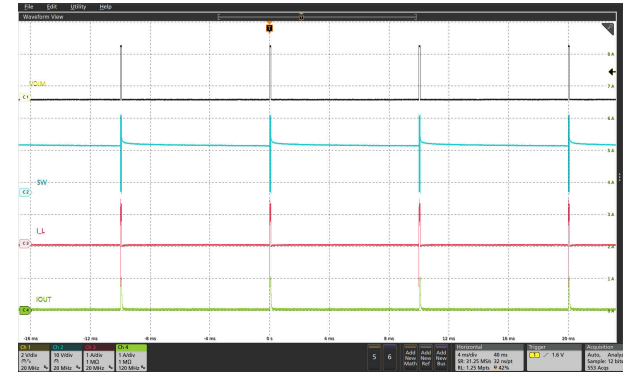 File Edit Utility Help
Waveform View
8 A
VDIM
7 A
C1
6 A
5 A
SW
4 A
C2
3 A
I_L
C3
2 A
1 A
IOUT
C4
0 A
-16 ms -12 ms -8 ms -4 ms 0 s 4 ms 8 ms 12 ms 16 ms 20 ms
Ch 1 Ch 2 Ch 3 Ch 4 Horizontal Trigger Acquisition
2 V/div 10 V/div 1 A/div 1 A/div 5 6 Add Add Add 4 ms/div 40 ms 1.6 V Auto, Analyz
1 MΩ 1 MΩ New New New SR: 31.25 MS/s 32 ns/pt Sample: 12 bits
20 MHz 20 MHz 20 MHz 120 MHz Math Ref Bus RL: 1.25 Mpts 42% 553 Acqs